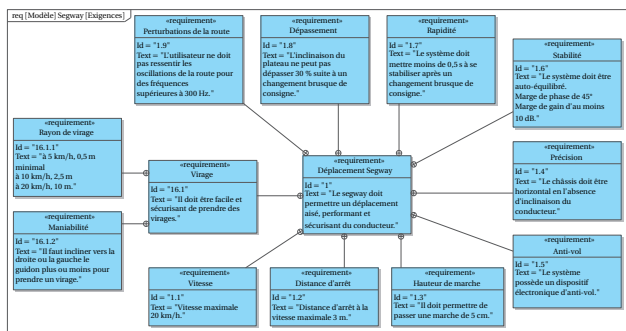 req [Modèle] Segway [Exigences]
«requirement»
Perturbations de la route
Id = "1.9"
Text = "L'utilisateur ne doit
pas ressentir les
oscillations de la route pour
des fréquences
supérieures à 300 Hz."
«requirement»
Dépassement
Id = "1.8"
Text = "L'inclinaison du
plateau ne peut pas
dépasser 30 % suite à un
changement brusque de
consigne."
«requirement»
Rapidité
Id = "1.7"
Text = "Le système doit
mettre moins de 0,5 s à se
stabiliser après un
changement brusque de
consigne."
«requirement»
Stabilité
Id = "1.6"
Text = "Le système doit être
auto-équilibré.
Marge de phase de 45°
Marge de gain d'au moins
10 dB."
«requirement»
Rayon de virage
Id = "16.1.1"
Text = "à 5 km/h, 0,5 m
minimal
à 10 km/h, 2,5 m
à 20 km/h, 10 m."
«requirement»
Virage
Id = "16.1"
Text = "Il doit être facile et
sécurisant de prendre des
virages."
«requirement»
Déplacement Segway
Id = "1"
Text = "Le segway doit
permettre un déplacement
aisé, performant et
sécurisant du conducteur."
«requirement»
Précision
Id = "1.4"
Text = "Le châssis doit être
horizontal en l'absence
d'inclinaison du
conducteur."
«requirement»
Maniabilité
Id = "16.1.2"
Text = "Il faut incliner vers la
droite ou la gauche le
guidon plus ou moins pour
prendre un virage."
«requirement»
Vitesse
Id = "1.1"
Text = "Vitesse maximale
20 km/h."
«requirement»
Distance d'arrêt
Id = "1.2"
Text = "Distance d'arrêt à la
vitesse maximale 3 m."
«requirement»
Hauteur de marche
Id = "1.3"
Text = "Il doit permettre de
passer une marche de 5 cm."
«requirement»
Anti-vol
Id = "1.5"
Text = "Le système
possède un dispositif
électronique d'anti-vol."